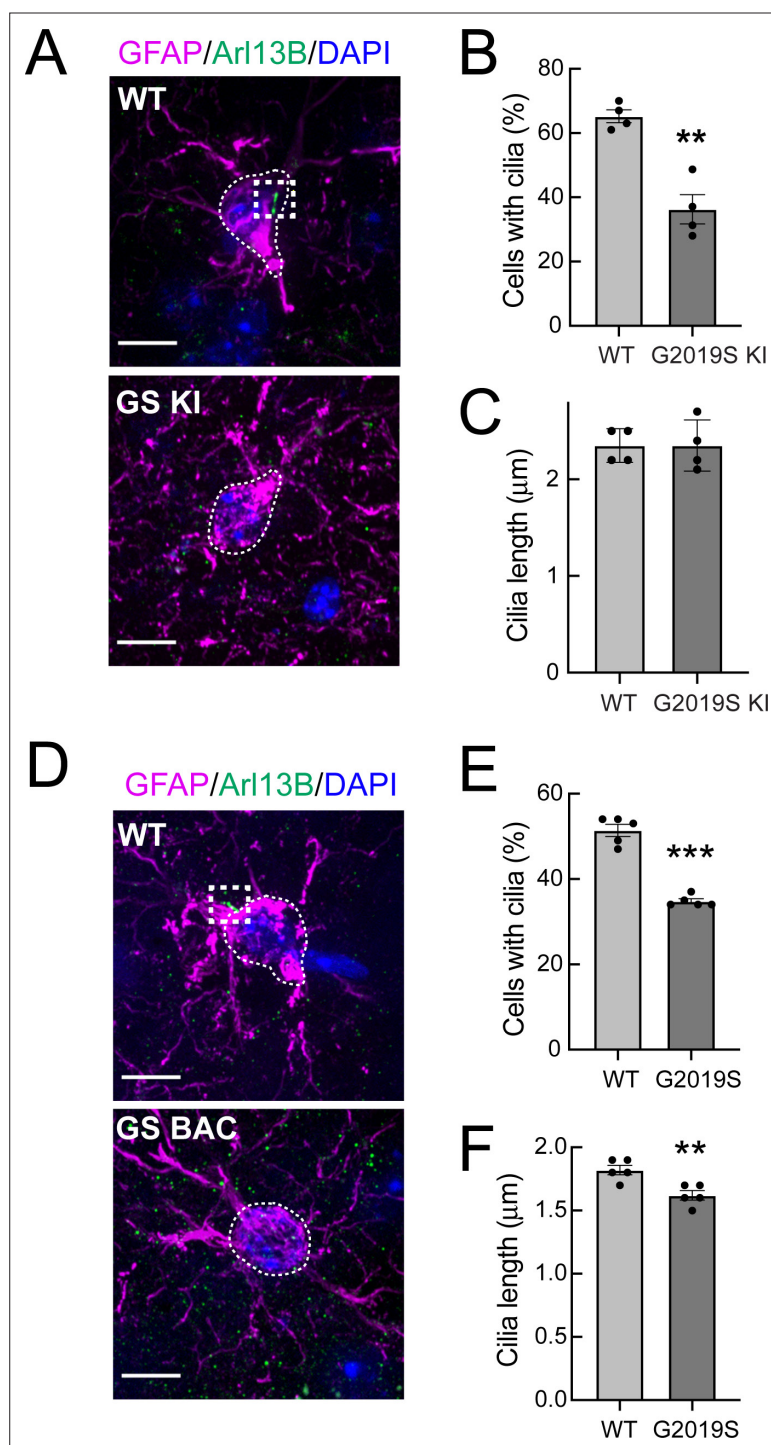 A
GFAP/Arl13B/DAPI
WT
GS KI
B
Cells with cilia (%)
80
60
40
20
0
**
WT
G2019S KI
C
Cilia length (μm)
2
1
0
WT
G2019S KI
D
GFAP/Arl13B/DAPI
WT
GS BAC
E
Cells with cilia (%)
60
40
20
0
***
WT
G2019S
F
Cilia length (μm)
2.0
1.5
1.0
0.5
0.0
**
WT
G2019S